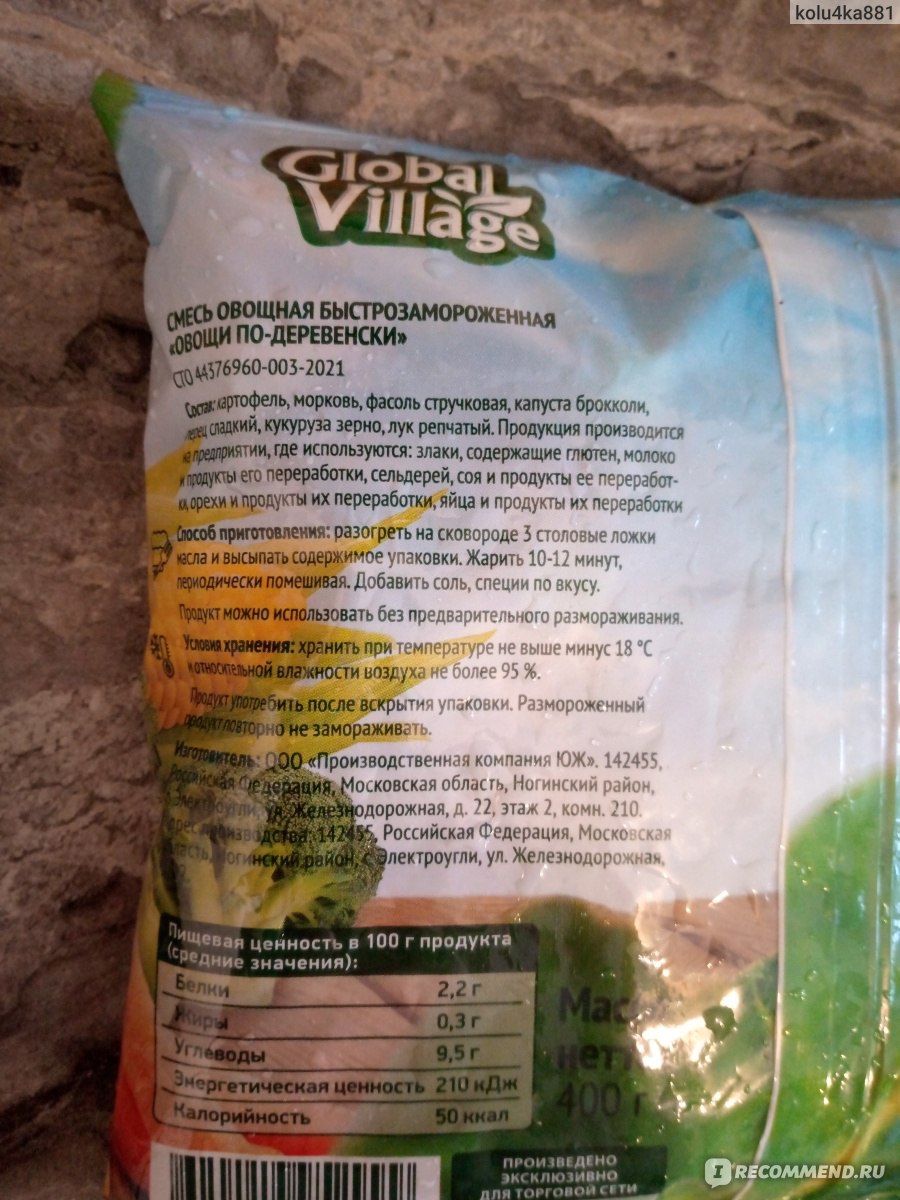 kolu4ka881
Global
Village
СМЕСЬ ОВОЩНАЯ БЫСТРОЗАМОРОЖЕННАЯ
«ОВОЩИ ПО-ДЕРЕВЕНСКИ»
СТО 44376960-003-2021
Состав: картофель, морковь, фасоль стручковая, капуста брокколи,
перец сладкий, кукуруза зерно, лук репчатый. Продукция производится
на предприятии, где используются: злаки, содержащие глютен, молоко
и продукты его переработки, сельдерей, соя и продукты ее переработ-
ки, орехи и продукты их переработки, яйца и продукты их переработки
Способ приготовления: разогреть на сковороде 3 столовые ложки
масла и высыпать содержимое упаковки. Жарить 10-12 минут,
периодически помешивая. Добавить соль, специи по вкусу.
Продукт можно использовать без предварительного размораживания.
Условия хранения: хранить при температуре не выше минус 18 °С
и относительной влажности воздуха не более 95 %.
Продукт употребить после вскрытия упаковки. Размороженный
продукт повторно не замораживать.
Изготовитель: ООО «Производственная компания ЮЖ». 142455,
Российская Федерация, Московская область, Ногинский район,
Электроугли, ул. Железнодорожная, д. 22, этаж 2, комн. 210.
производства: 142455, Российская Федерация, Московская
Ногинский район, г. Электроугли, ул. Железнодорожная,
Пищевая ценность в 100 г продукта
(средние значения):
Белки 2,2 г
Жиры 0,3 г
Углеводы 9,5 г
Энергетическая ценность 210 кДж
Калорийность 50 ккал
400 г
ПРОИЗВЕДЕНО
ЭКСКЛЮЗИВНО
ДЛЯ ТОРГОВОЙ СЕТИ
IRECOMMEND.RU